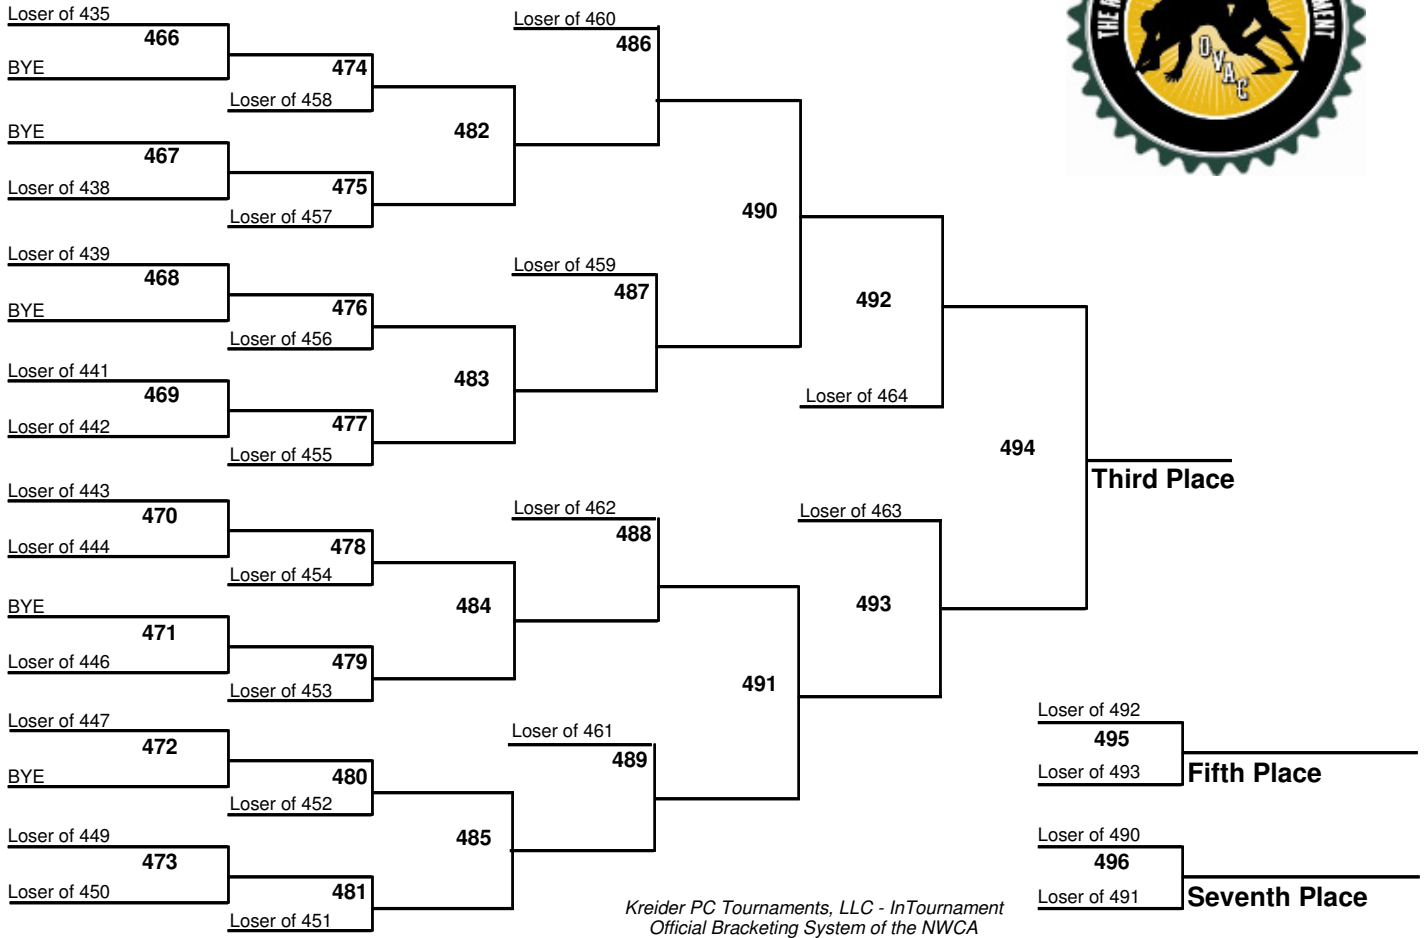 Loser of 435
466
BYE
474
Loser of 458
BYE
467
Loser of 438
475
Loser of 457
482
Loser of 439
468
BYE
476
Loser of 456
Loser of 441
469
Loser of 442
477
Loser of 455
483
Loser of 443
470
Loser of 444
478
Loser of 454
BYE
471
Loser of 446
479
Loser of 453
484
Loser of 447
472
BYE
480
Loser of 452
Loser of 449
473
Loser of 450
481
Loser of 451
485
Loser of 460
486
Loser of 459
487
490
Loser of 462
488
Loser of 461
489
491
492
Loser of 464
Loser of 463
493
494
Third Place
Loser of 492
495
Loser of 493
Fifth Place
Loser of 490
496
Loser of 491
Seventh Place
THE
MENT
OVAC
Kreider PC Tournaments, LLC - InTournament
Official Bracketing System of the NWCA